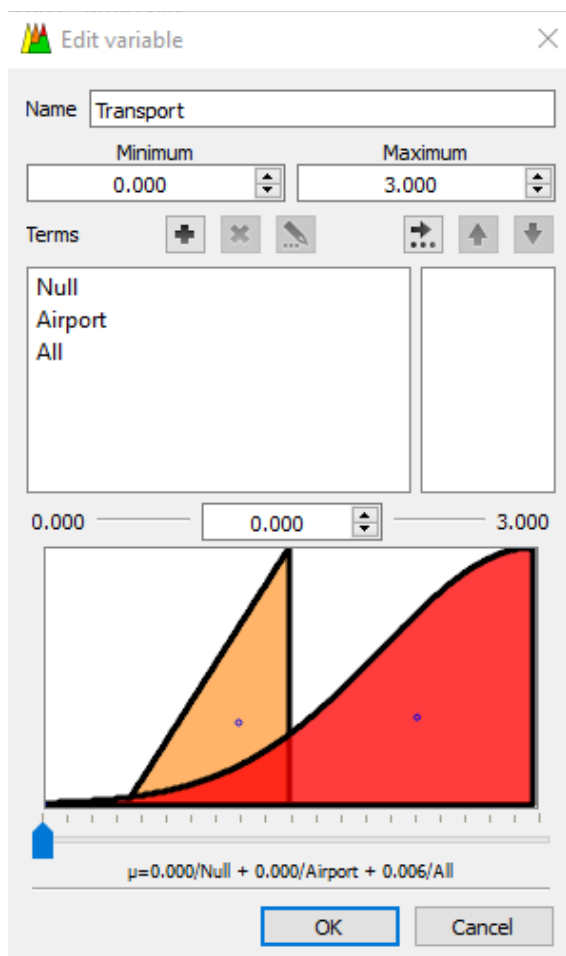 Edit variable
Name Transport
Minimum Maximum
0.000 3.000
Terms
Null
Airport
All
0.000 0.000 3.000
μ=0.000/Null + 0.000/Airport + 0.006/All
OK Cancel